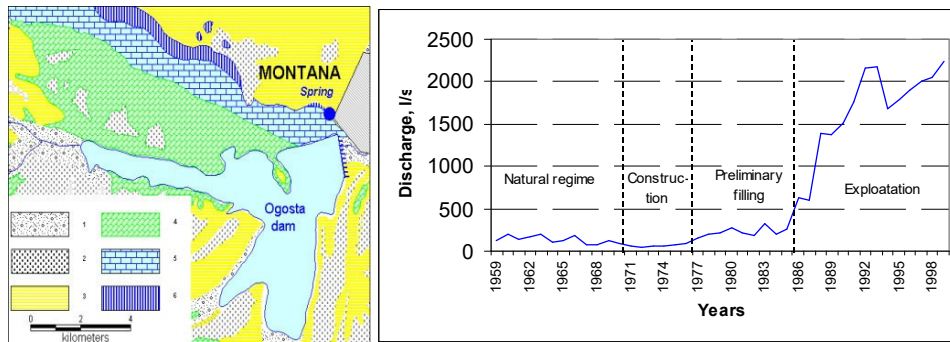 MONTANA
Spring
Ogosta
dam
1
4
2
5
3
6
0 2 4
kilometers
2500
2000
1500
1000
500
0
Discharge, l/s
Natural regime
Construc-
tion
Preliminary
filling
Exploatation
1959
1962
1965
1968
1971
1974
1977
1980
1983
1986
1989
1992
1995
1998
Years